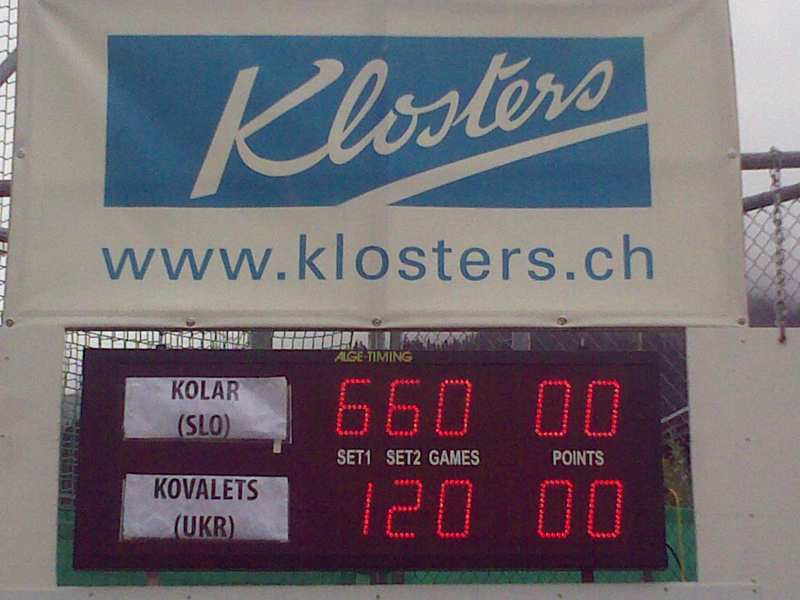 Klosters
www.klosters.ch
ALGE-TIMING
KOLAR
(SLO)
660 00
SET1 SET2 GAMES POINTS
KOVALETS
(UKR)
120 00